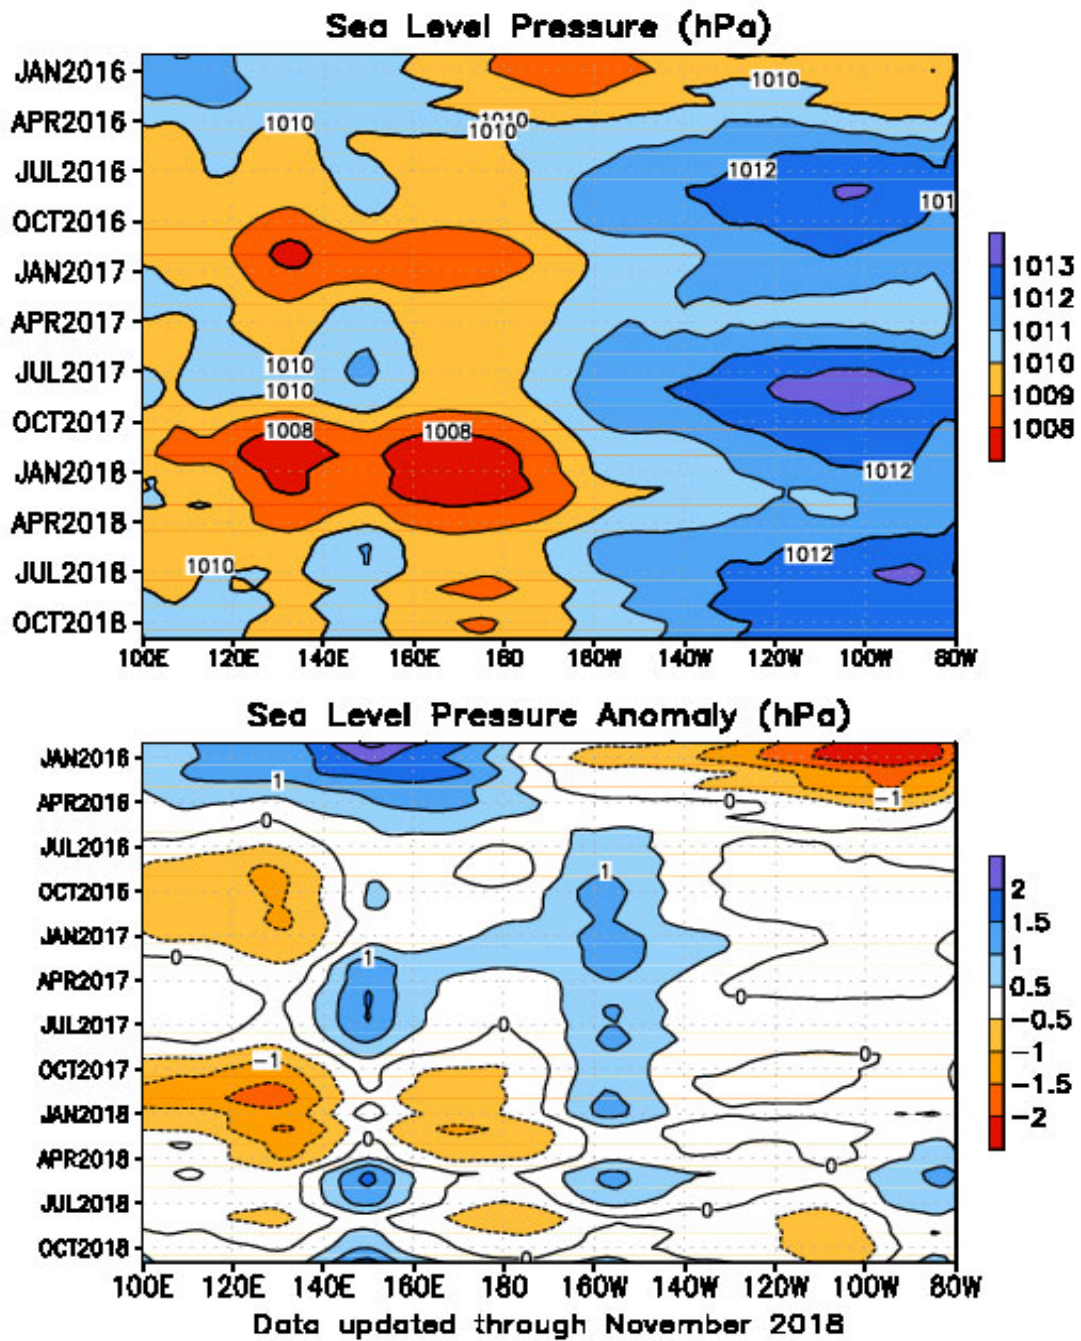 Sea Level Pressure (hPa)
JAN2016
APR2016
JUL2016
OCT2016
JAN2017
APR2017
JUL2017
OCT2017
JAN2018
APR2018
JUL2018
OCT2018
1010
1010
1010
1010
1012
101
1010
1010
1008
1008
1012
1010
1012
100E 120E 140E 160E 180 160W 140W 120W 100W 80W
1013
1012
1011
1010
1009
1008
Sea Level Pressure Anomaly (hPa)
JAN2016
APR2016
JUL2016
OCT2016
JAN2017
APR2017
JUL2017
OCT2017
JAN2018
APR2018
JUL2018
OCT2018
1
0
-1
0
1
0
1
0
0
-1
0
0
0
0
0
2
1.5
1
0.5
-0.5
-1
-1.5
-2
100E 120E 140E 160E 180 160W 140W 120W 100W 80W
Data updated through November 2018